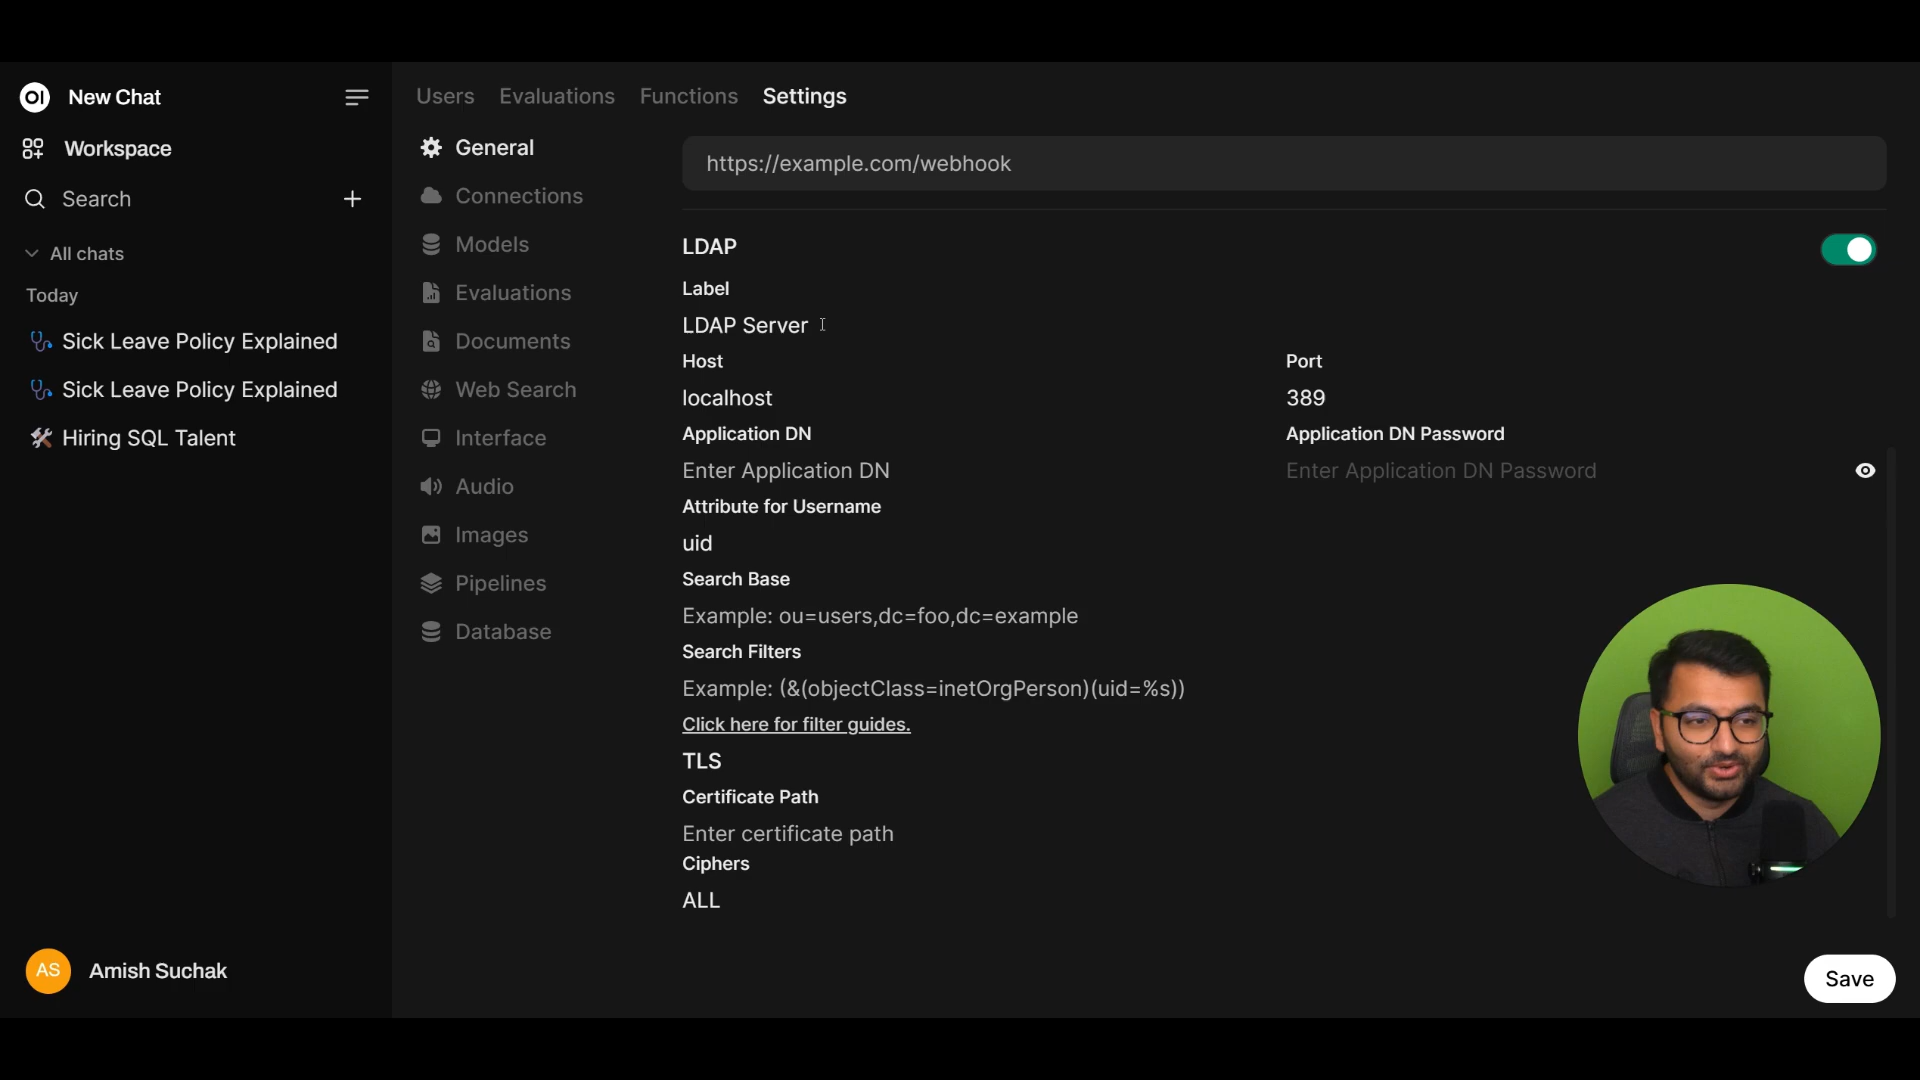 OI New Chat
Workspace
Search
All chats
Today
Sick Leave Policy Explained
Sick Leave Policy Explained
Hiring SQL Talent
AS Amish Suchak
Users Evaluations Functions Settings
General
Connections
Models
Evaluations
Documents
Web Search
Interface
Audio
Images
Pipelines
Database
https://example.com/webhook
LDAP
Label
LDAP Server
Host Port
localhost 389
Application DN Application DN Password
Enter Application DN Enter Application DN Password
Attribute for Username
uid
Search Base
Example: ou=users,dc=foo,dc=example
Search Filters
Example: (&(objectClass=inetOrgPerson)(uid=%s))
Click here for filter guides.
TLS
Certificate Path
Enter certificate path
Ciphers
ALL
Save